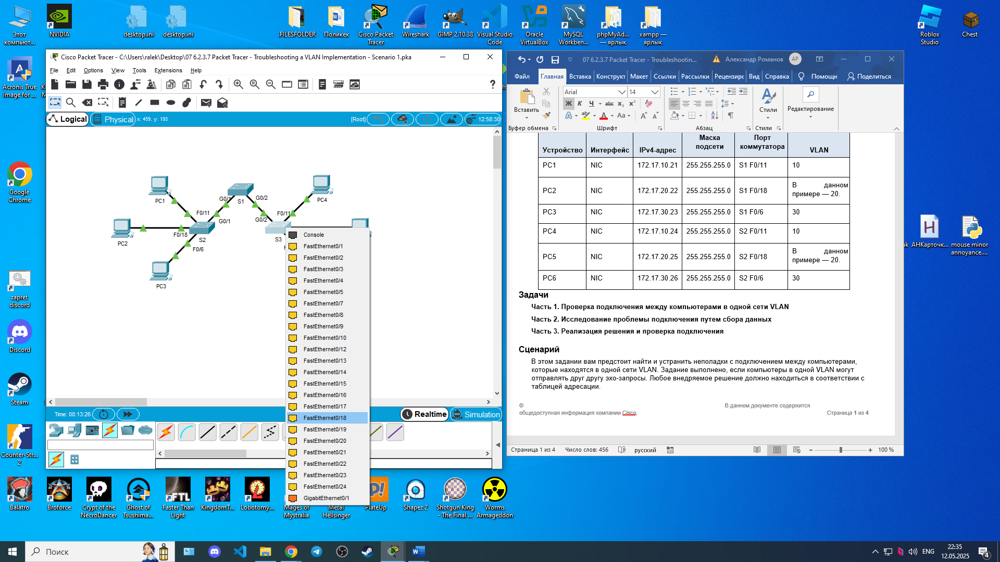 Этот
компьют...
NVIDIA
desktop.ini
desktop.ini
.FILESFOLDER
Поликек
Cisco Packet
Tracer
Wireshark
GIMP 2.10.38
Visual Studio
Code
Oracle
VirtualBox
MySQL
Workben...
phpMyAd...
— ярлык
xampp —
ярлык
Roblox
Studio
Chest
Acronis True
Image for ...
Google
Chrome
zapret
discord
Discord
Steam
Counter-Str...
2
АНКарточк...
mouse minor
annoyance....
Cisco Packet Tracer - C:\Users\ralek\Desktop\07 6.2.3.7 Packet Tracer - Troubleshooting a VLAN Implementation - Scenario 1.pka
File Edit Options View Tools Extensions Help
Logical
Physical
x: 459, y: 193
[Root]
12:58:30
PC1
PC2
PC3
PC4
S1
S2
S3
G0/1
G0/2
F0/11
G0/1
F0/11
G0/2
F0/18
F0/6
Console
FastEthernet0/1
FastEthernet0/2
FastEthernet0/3
FastEthernet0/4
FastEthernet0/5
FastEthernet0/7
FastEthernet0/8
FastEthernet0/9
FastEthernet0/10
FastEthernet0/12
FastEthernet0/13
FastEthernet0/14
FastEthernet0/15
FastEthernet0/16
FastEthernet0/17
FastEthernet0/18
FastEthernet0/19
FastEthernet0/20
FastEthernet0/21
FastEthernet0/22
FastEthernet0/23
FastEthernet0/24
GigabitEthernet0/1
Time: 00:13:26
Realtime
Simulation
07 6.2.3.7 Packet Tracer - Troubleshootin...
Александр Романов
АР
Файл Главная Вставка Конструкт Макет Ссылки Рассылки Рецензирс Вид Справка Помощн Поделиться
Вставить
Arial
14
Ж К Ч abc x₂ x²
Стили
Редактирование
Буфер обмена
Шрифт
Абзац
Стили
Устройство Интерфейс IPv4-адрес Маска подсети Порт коммутатора VLAN
PC1 NIC 172.17.10.21 255.255.255.0 S1 F0/11 10
PC2 NIC 172.17.20.22 255.255.255.0 S1 F0/18 В данном примере — 20.
PC3 NIC 172.17.30.23 255.255.255.0 S1 F0/6 30
PC4 NIC 172.17.10.24 255.255.255.0 S2 F0/11 10
PC5 NIC 172.17.20.25 255.255.255.0 S2 F0/18 В данном примере — 20.
PC6 NIC 172.17.30.26 255.255.255.0 S2 F0/6 30
Задачи
Часть 1. Проверка подключения между компьютерами в одной сети VLAN
Часть 2. Исследование проблемы подключения путем сбора данных
Часть 3. Реализация решения и проверка подключения
Сценарий
В этом задании вам предстоит найти и устранить неполадки с подключением между компьютерами,
которые находятся в одной сети VLAN. Задание выполнено, если компьютеры в одной VLAN могут
отправлять друг другу эхо-запросы. Любое внедряемое решение должно находиться в соответствии с
таблицей адресации.
© В данном документе содержится
общедоступная информация компании Cisco. Страница 1 из 4
Страница 1 из 4 Число слов: 456 русский 100 %
Balatro
Broforce
Crypt of the
NecroDancer
Ghost of
Tsushima...
Faster Than
Light
KingdomT...
Lobotomy...
Mages of
Mystralia
Metal
Hellsinger
PlateUp
Shapez 2
Shotgun King
- The Final ...
Worms
Armageddon
Поиск
ENG
22:35
12.05.2025
4